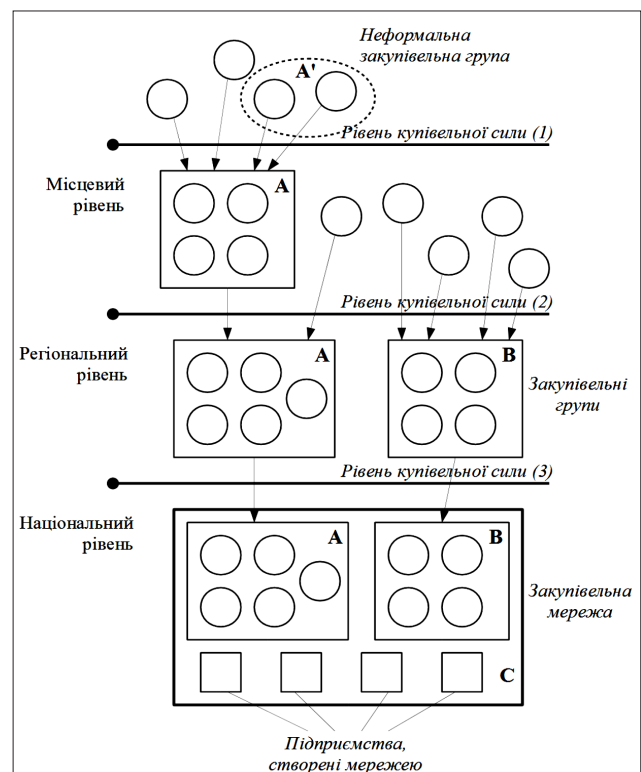 Неформальна
закупівельна група
A'
Рівень купівельної сили (1)
Місцевий
рівень
A
Рівень купівельної сили (2)
Регіональний
рівень
A
B
Закупівельні
групи
Рівень купівельної сили (3)
Національний
рівень
A
B
Закупівельна
мережа
C
Підприємства,
створені мережею